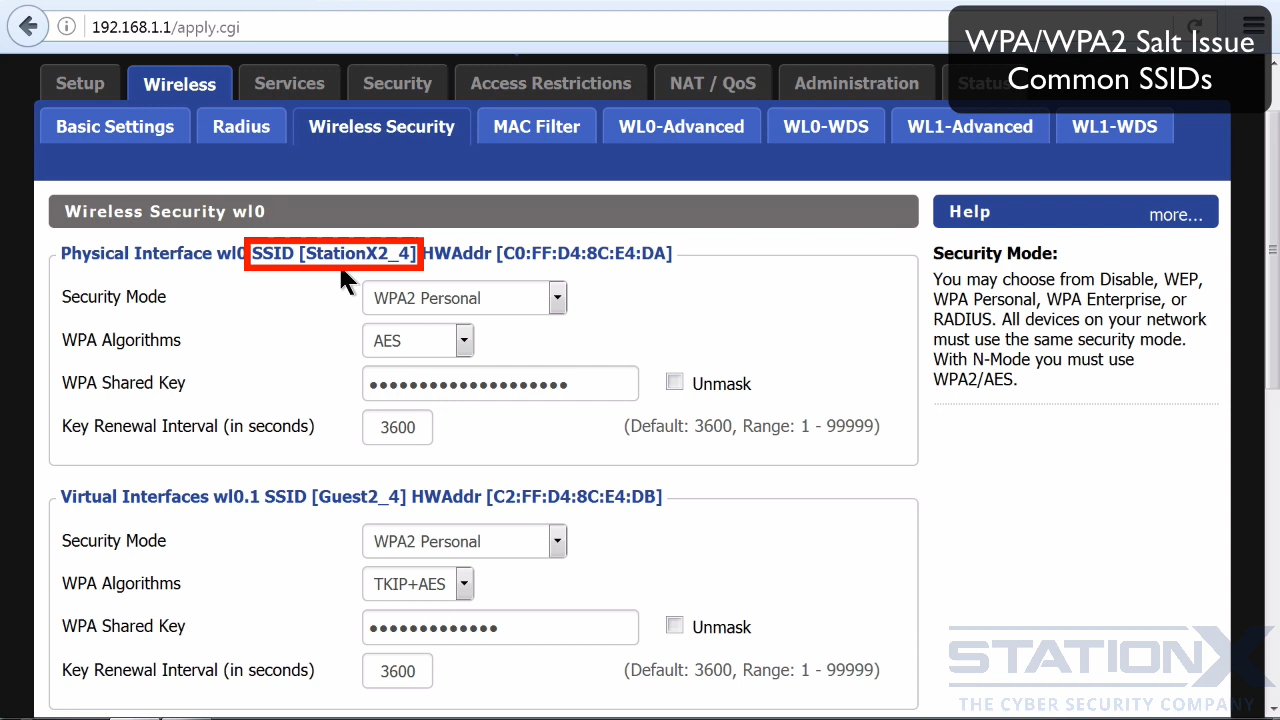 192.168.1.1/apply.cgi
WPA/WPA2 Salt Issue
Common SSIDs
Setup
Wireless
Services
Security
Access Restrictions
NAT / QoS
Administration
Status
Basic Settings
Radius
Wireless Security
MAC Filter
WL0-Advanced
WL0-WDS
WL1-Advanced
WL1-WDS
Wireless Security wl0
Physical Interface wl0 SSID [StationX2_4] HWAddr [C0:FF:D4:8C:E4:DA]
Security Mode
WPA2 Personal
WPA Algorithms
AES
WPA Shared Key
●●●●●●●●●●●●●●●●●●●●
Unmask
Key Renewal Interval (in seconds)
3600
(Default: 3600, Range: 1 - 99999)
Virtual Interfaces wl0.1 SSID [Guest2_4] HWAddr [C2:FF:D4:8C:E4:DB]
Security Mode
WPA2 Personal
WPA Algorithms
TKIP+AES
WPA Shared Key
●●●●●●●●●●●●●
Unmask
Key Renewal Interval (in seconds)
3600
(Default: 3600, Range: 1 - 99999)
Help
more...
Security Mode:
You may choose from Disable, WEP,
WPA Personal, WPA Enterprise, or
RADIUS. All devices on your network
must use the same security mode.
With N-Mode you must use
WPA2/AES.
STATIONX
THE CYBER SECURITY COMPANY